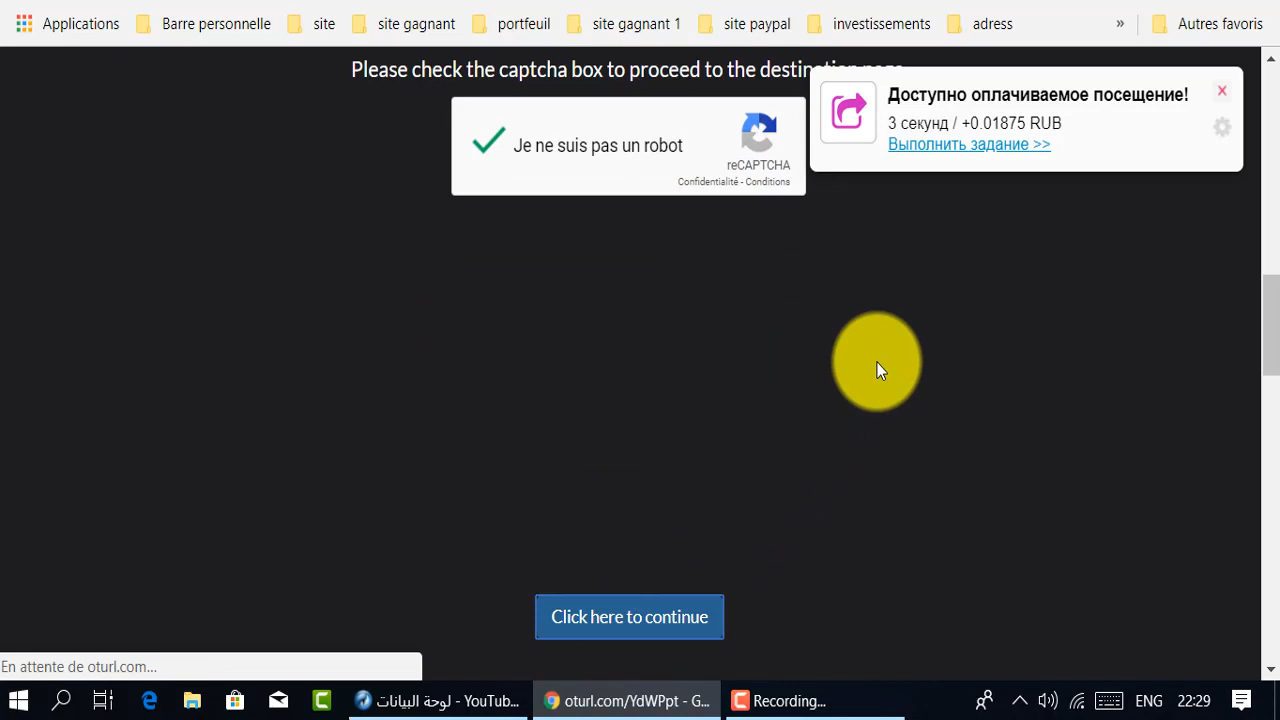 Applications Barre personnelle site site gagnant portfeuil site gagnant 1 site paypal investissements adress » Autres favoris
Please check the captcha box to proceed to the
Доступно оплачиваемое посещение!
3 секунд / +0.01875 RUB
Выполнить задание >>
Je ne suis pas un robot
reCAPTCHA
Confidentialité - Conditions
Click here to continue
En attente de oturl.com...
لوحة البيانات - YouTub...
oturl.com/YdWPpt - G...
Recording...
ENG
22:29